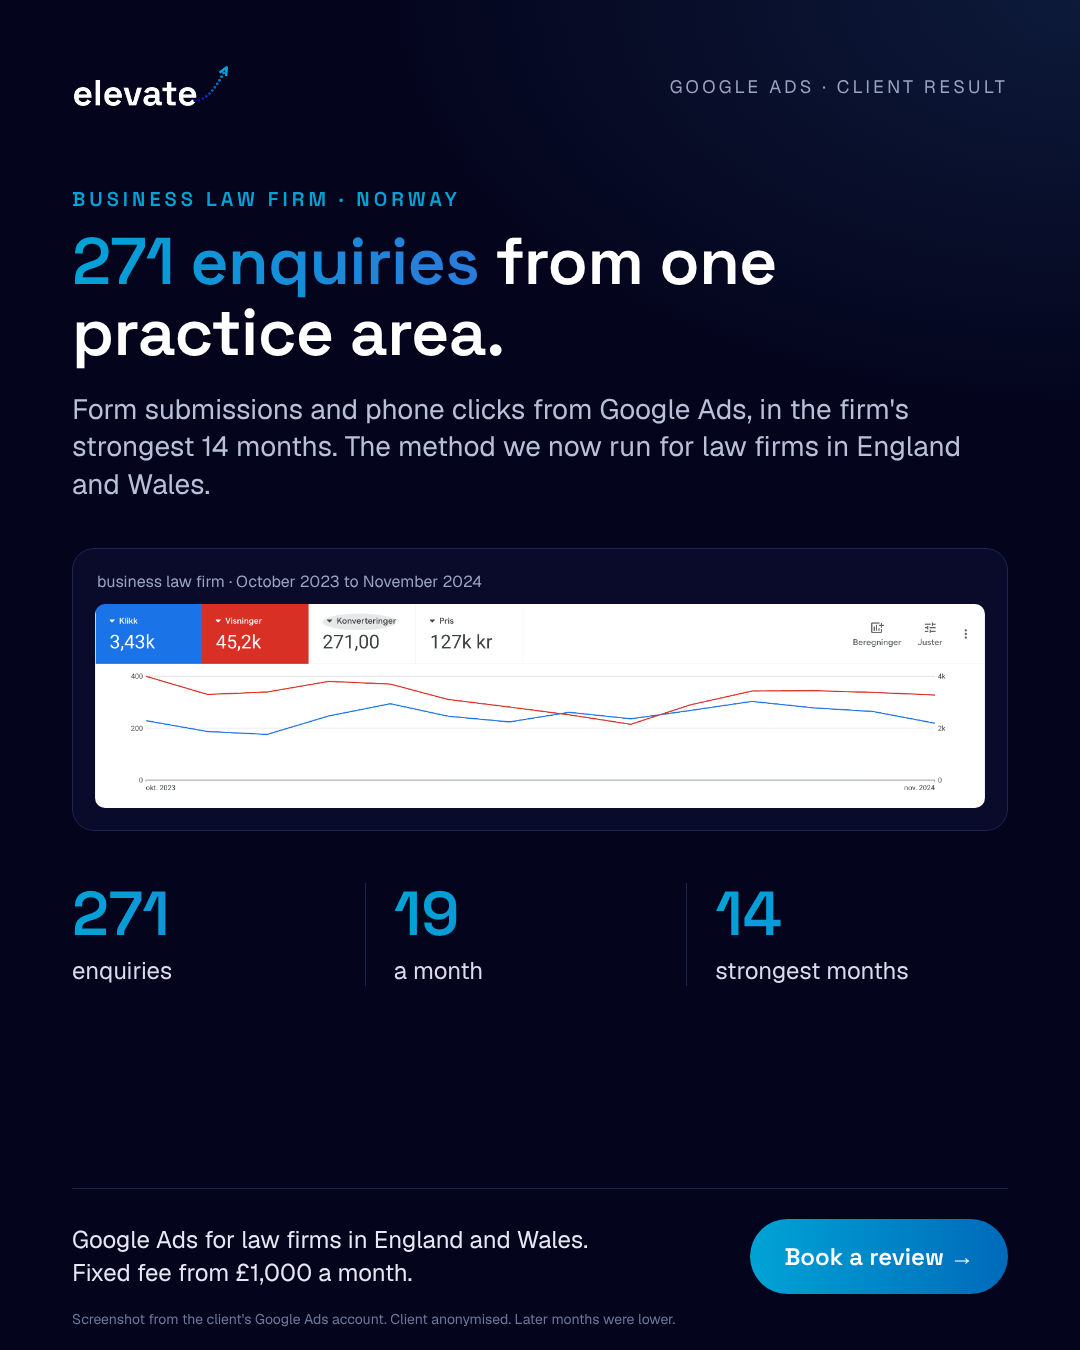 elevate
GOOGLE ADS · CLIENT RESULT
BUSINESS LAW FIRM · NORWAY
271 enquiries from one
practice area.
Form submissions and phone clicks from Google Ads, in the firm's
strongest 14 months. The method we now run for law firms in England
and Wales.
business law firm · October 2023 to November 2024
Klikk Visninger Konverteringer Pris
3,43k 45,2k 271,00 127k kr
Beregninger Juster
400 4k
200 2k
0 0
okt. 2023 nov. 2024
271 19 14
enquiries a month strongest months
Google Ads for law firms in England and Wales.
Fixed fee from £1,000 a month.
Book a review →
Screenshot from the client's Google Ads account. Client anonymised. Later months were lower.